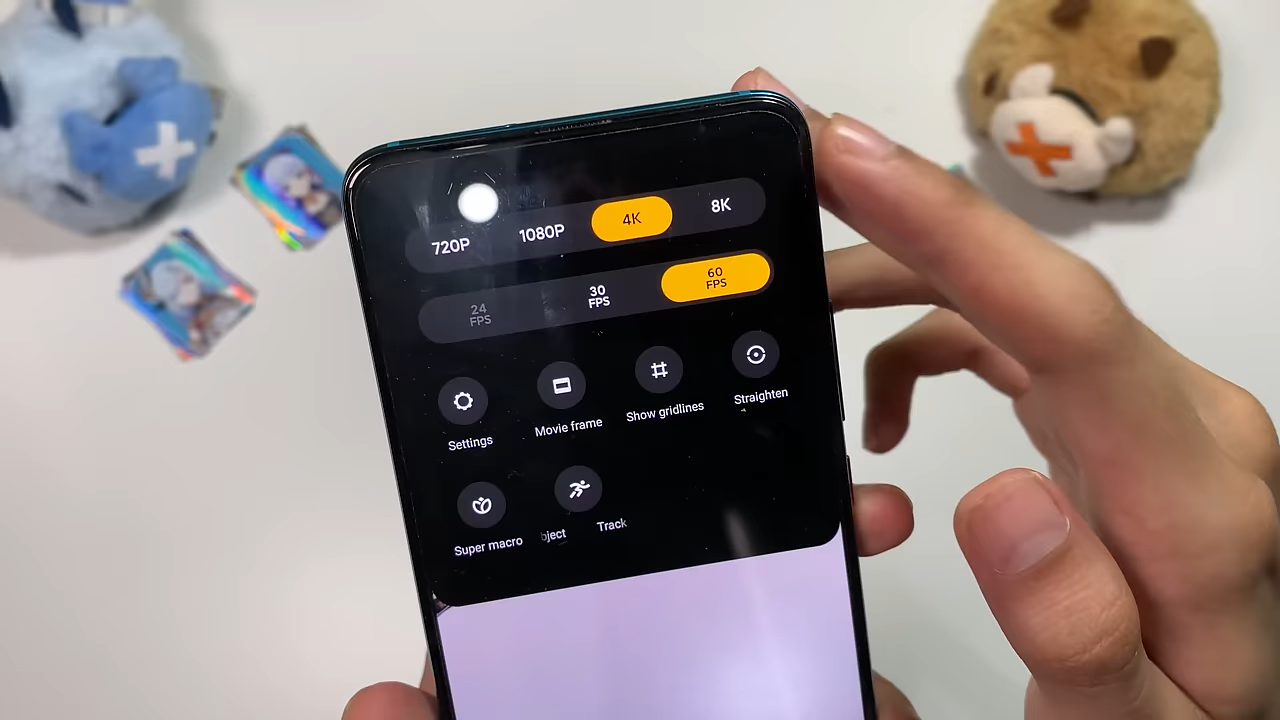 720P 1080P 4K 8K
24 FPS 30 FPS 60 FPS
Settings Movie frame Show gridlines Straighten
Super macro bject Track